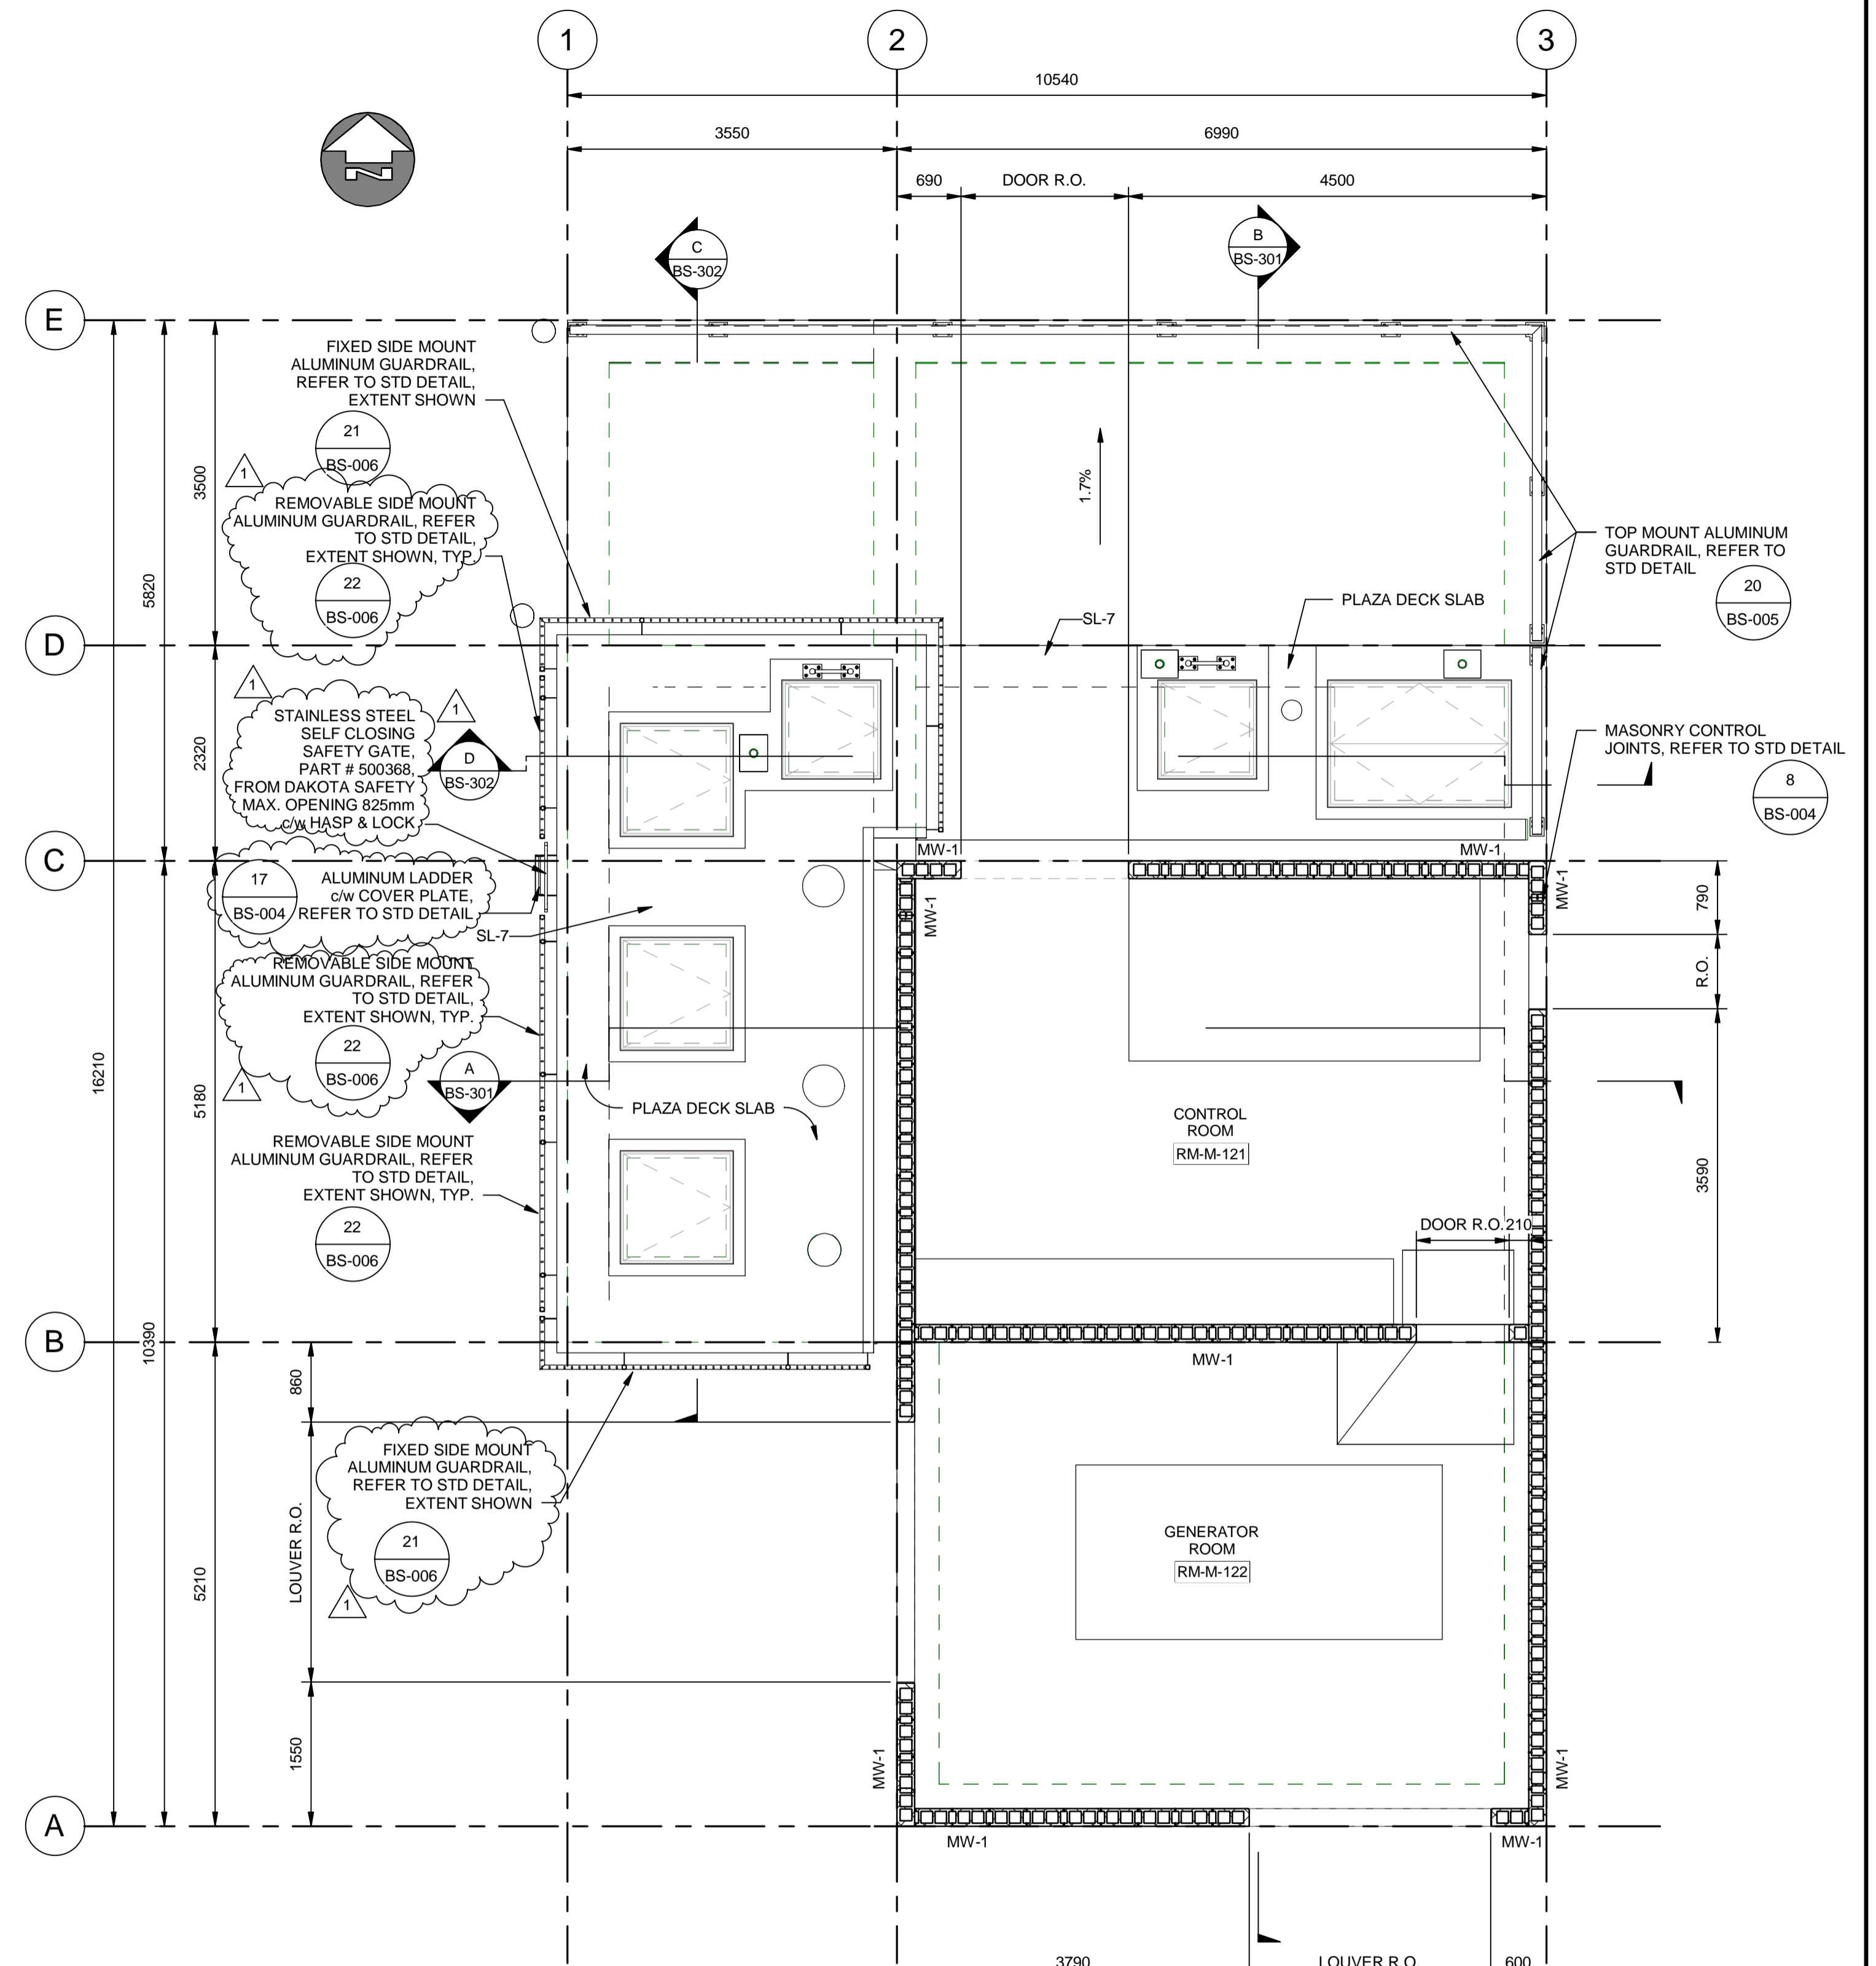 1
2
3
10540
3550
6990
690
DOOR R.O.
4500
N
C
BS-302
B
BS-301
E
FIXED SIDE MOUNT
ALUMINUM GUARDRAIL,
REFER TO STD DETAIL,
EXTENT SHOWN
21
BS-006
1
REMOVABLE SIDE MOUNT
ALUMINUM GUARDRAIL, REFER
TO STD DETAIL,
EXTENT SHOWN, TYP.
22
BS-006
3500
5820
1.7%
TOP MOUNT ALUMINUM
GUARDRAIL, REFER TO
STD DETAIL
20
BS-005
PLAZA DECK SLAB
SL-7
D
1
STAINLESS STEEL
SELF CLOSING
SAFETY GATE,
PART # 500368,
FROM DAKOTA SAFETY
MAX. OPENING 825mm
c/w HASP & LOCK
1
D
BS-302
2320
MASONRY CONTROL
JOINTS, REFER TO STD DETAIL
8
BS-004
C
MW-1
MW-1
MW-1
MW-1
17
BS-004
ALUMINUM LADDER
c/w COVER PLATE,
REFER TO STD DETAIL
SL-7
790
R.O.
REMOVABLE SIDE MOUNT
ALUMINUM GUARDRAIL, REFER
TO STD DETAIL,
EXTENT SHOWN, TYP.
22
BS-006
1
A
BS-301
16210
5180
PLAZA DECK SLAB
CONTROL
ROOM
RM-M-121
3590
REMOVABLE SIDE MOUNT
ALUMINUM GUARDRAIL, REFER
TO STD DETAIL,
EXTENT SHOWN, TYP.
22
BS-006
DOOR R.O.
210
B
10390
MW-1
860
FIXED SIDE MOUNT
ALUMINUM GUARDRAIL,
REFER TO STD DETAIL,
EXTENT SHOWN
21
BS-006
1
LOUVER R.O.
5210
GENERATOR
ROOM
RM-M-122
1550
MW-1
MW-1
A
MW-1
MW-1
3790
LOUVER R.O.
600